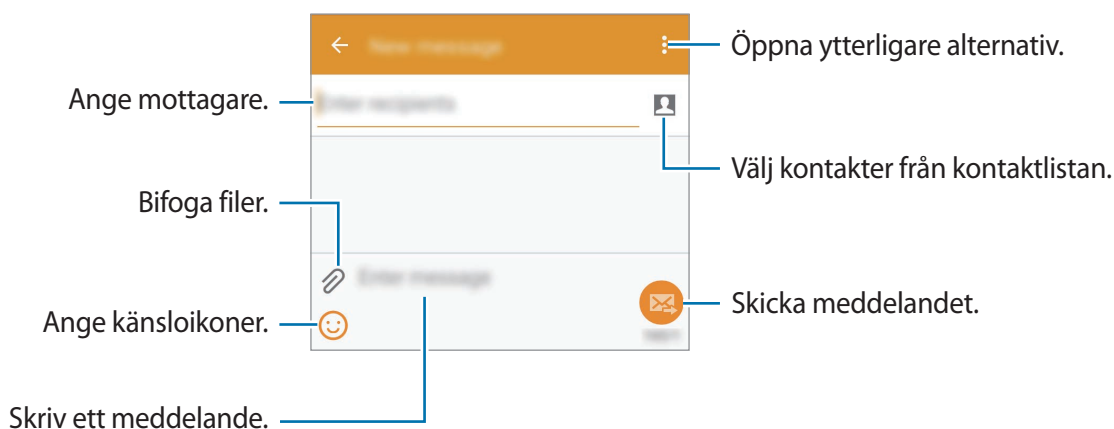 Öppna ytterligare alternativ.
Ange mottagare.
Välj kontakter från kontaktlistan.
Bifoga filer.
Skicka meddelandet.
Ange känsloikoner.
Skriv ett meddelande.